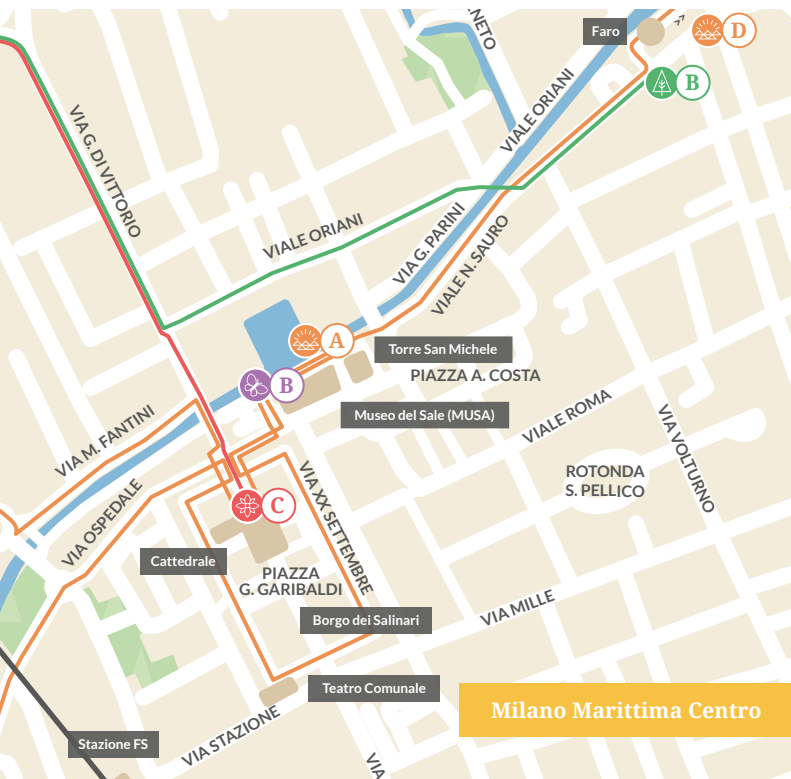 NETO
Faro
D
B
VIALE ORIANI
VIA G. DI VITTORIO
VIALE ORIANI
VIA G. PARINI
VIALE N. SAURO
A
Torre San Michele
PIAZZA A. COSTA
B
Museo del Sale (MUSA)
VIALE ROMA
VIA VOLTURNO
VIA M. FANTINI
ROTONDA
S. PELLICO
VIA OSPEDALE
VIA XX SETTEMBRE
C
Cattedrale
PIAZZA
G. GARIBALDI
VIA MILLE
Borgo dei Salinari
Teatro Comunale
Milano Marittima Centro
VIA STAZIONE
Stazione FS
VIA